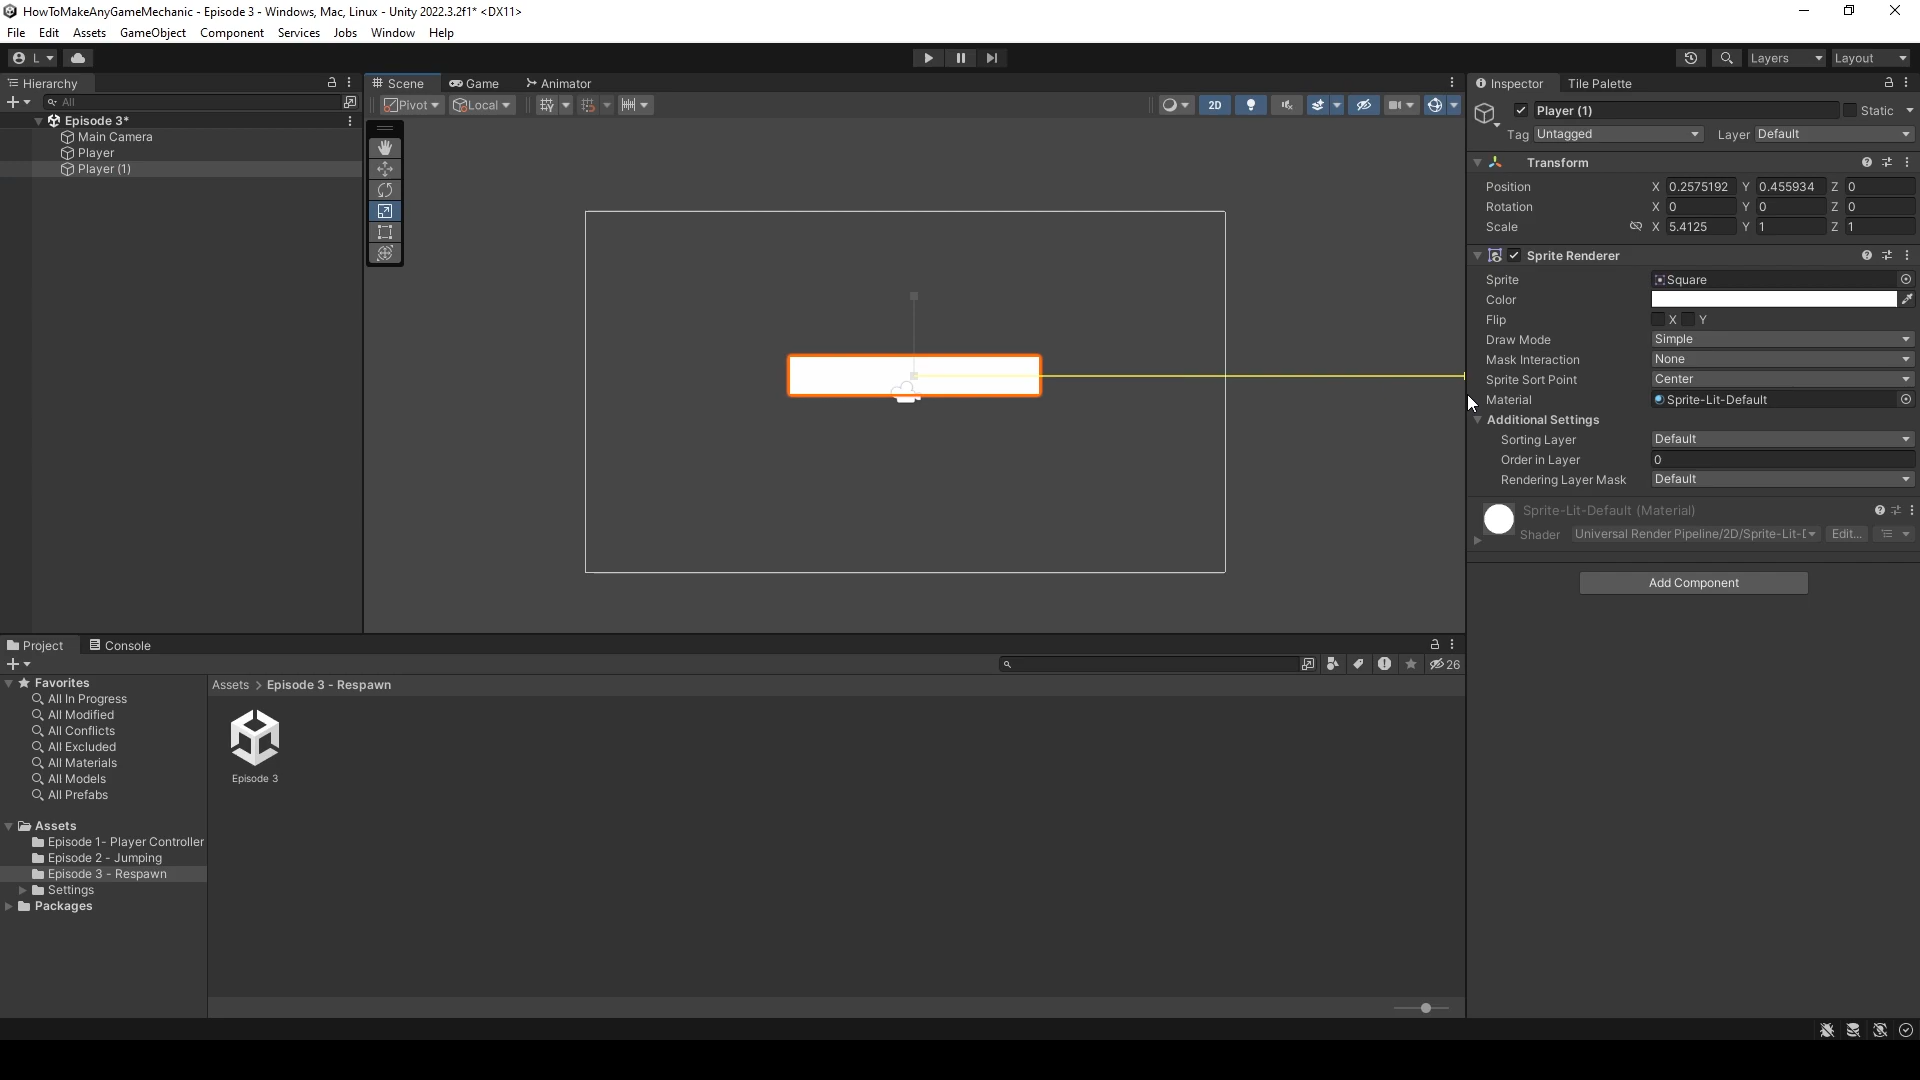 HowToMakeAnyGameMechanic - Episode 3 - Windows, Mac, Linux - Unity 2022.3.2f1* <DX11>
File Edit Assets GameObject Component Services Jobs Window Help
L Layers Layout
Hierarchy
All
Episode 3*
Main Camera
Player
Player (1)
Scene Game Animator
Pivot Local 2D
Inspector Tile Palette
Player (1) Static
Tag Untagged Layer Default
Transform
Position X 0.2575192 Y 0.455934 Z 0
Rotation X 0 Y 0 Z 0
Scale X 5.4125 Y 1 Z 1
Sprite Renderer
Sprite Square
Color
Flip X Y
Draw Mode Simple
Mask Interaction None
Sprite Sort Point Center
Material Sprite-Lit-Default
Additional Settings
Sorting Layer Default
Order in Layer 0
Rendering Layer Mask Default
Sprite-Lit-Default (Material)
Shader Universal Render Pipeline/2D/Sprite-Lit- Edit...
Add Component
Project Console
26
Favorites
All In Progress
All Modified
All Conflicts
All Excluded
All Materials
All Models
All Prefabs
Assets
Episode 1- Player Controller
Episode 2 - Jumping
Episode 3 - Respawn
Settings
Packages
Assets > Episode 3 - Respawn
Episode 3